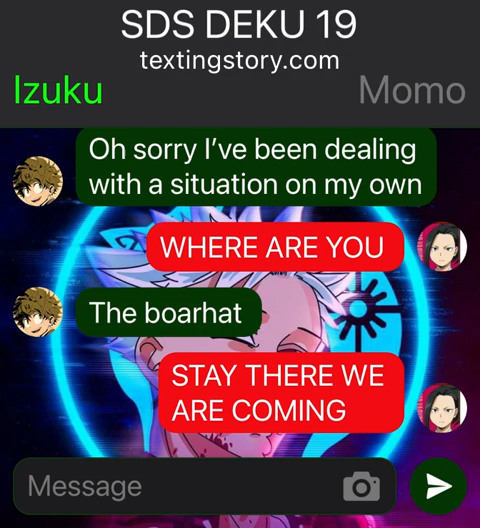 SDS DEKU 19
textingstory.com
Izuku
Momo
Oh sorry I’ve been dealing
with a situation on my own
WHERE ARE YOU
The boarhat
STAY THERE WE
ARE COMING
Message